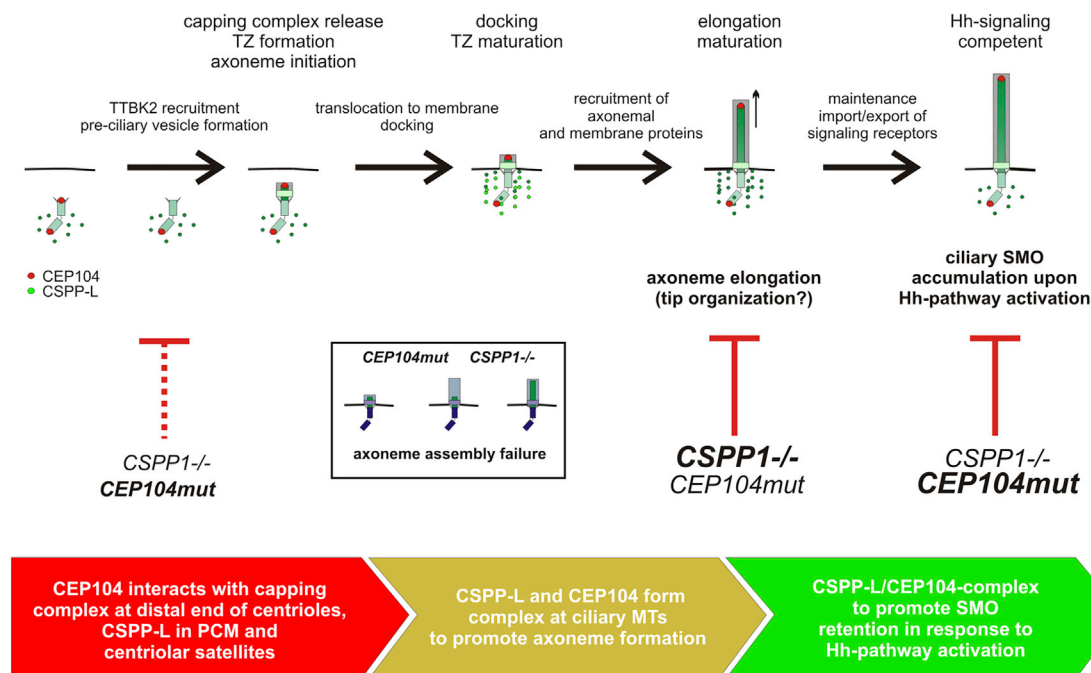 capping complex release
TZ formation
axoneme initiation
docking
TZ maturation
elongation
maturation
Hh-signaling
competent
TTBK2 recruitment
pre-ciliary vesicle formation
translocation to membrane
docking
recruitment of
axonemal
and membrane proteins
maintenance
import/export of
signaling receptors
CEP104
CSPP-L
axoneme elongation
(tip organization?)
ciliary SMO
accumulation upon
Hh-pathway activation
CEP104mut CSPP1-/-
axoneme assembly failure
CSPP1-/-
CEP104mut
CSPP1-/-
CEP104mut
CSPP1-/-
CEP104mut
CEP104 interacts with capping
complex at distal end of centrioles,
CSPP-L in PCM and
centriolar satellites
CSPP-L and CEP104 form
complex at ciliary MTs
to promote axoneme formation
CSPP-L/CEP104-complex
to promote SMO
retention in response to
Hh-pathway activation